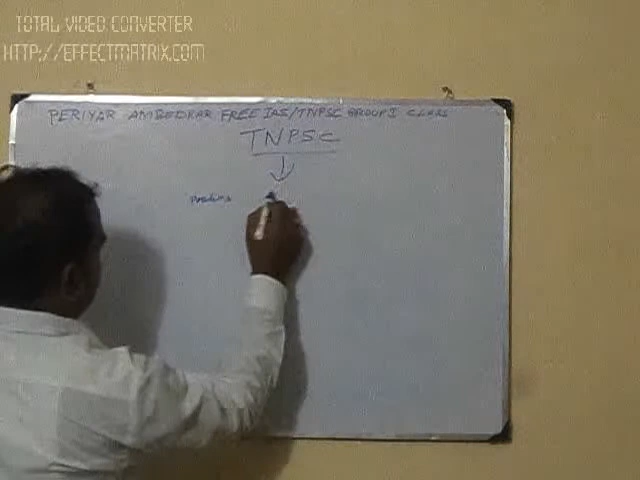 TOTAL VIDEO CONVERTER
HTTP://EFFECTMATRIX.COM
PERIYAR AMBEDKAR FREE IAS/TNPSC GROUP I CLASS
TNPSC